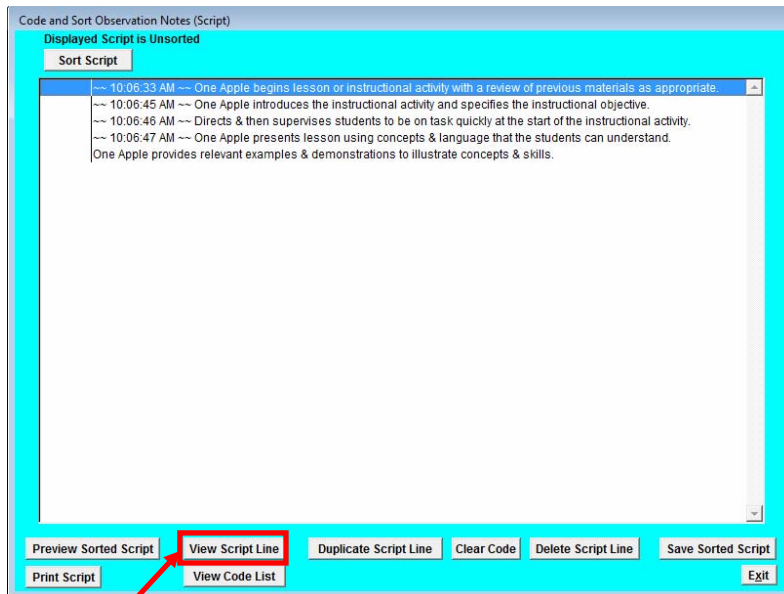 Code and Sort Observation Notes (Script)
Displayed Script is Unsorted
Sort Script
~~ 10:06:33 AM ~~ One Apple begins lesson or instructional activity with a review of previous materials as appropriate.
~~ 10:06:45 AM ~~ One Apple introduces the instructional activity and specifies the instructional objective.
~~ 10:06:46 AM ~~ Directs & then supervises students to be on task quickly at the start of the instructional activity.
~~ 10:06:47 AM ~~ One Apple presents lesson using concepts & language that the students can understand.
One Apple provides relevant examples & demonstrations to illustrate concepts & skills.
Preview Sorted Script View Script Line Duplicate Script Line Clear Code Delete Script Line Save Sorted Script
Print Script View Code List Exit